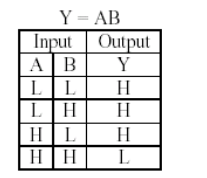 Y = AB
Input Output
A B Y
L L H
L H H
H L H
H H L